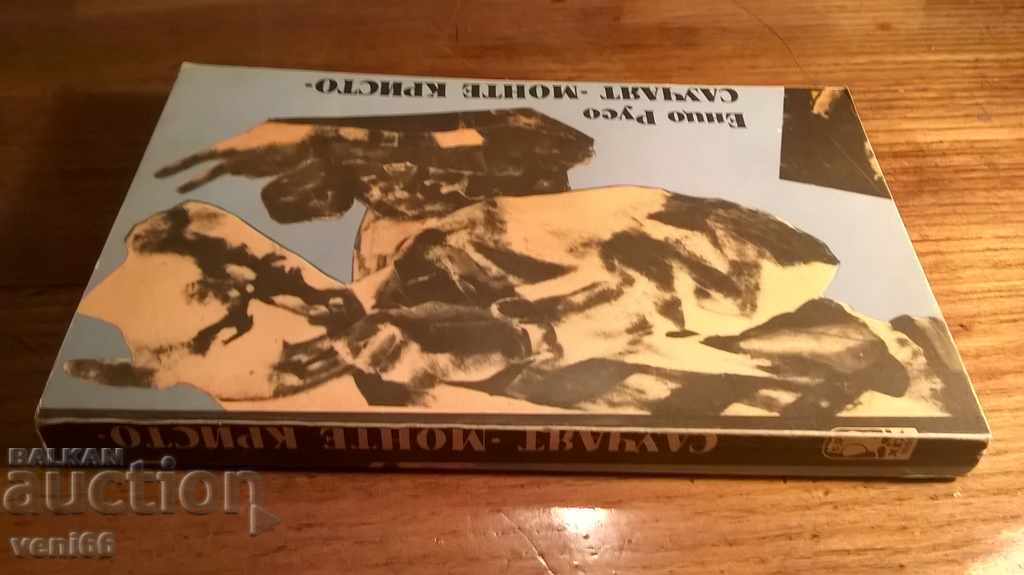 Енцо Русо
СЛУЧАЯТ „МОНТЕ КРИСТО“
СЛУЧАЯТ „МОНТЕ КРИСТО“
BALKAN
auction
veni66